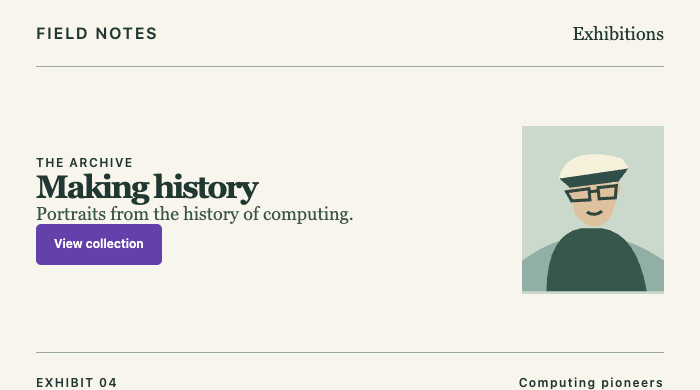 FIELD NOTES
Exhibitions
THE ARCHIVE
Making history
Portraits from the history of computing.
View collection
EXHIBIT 04
Computing pioneers